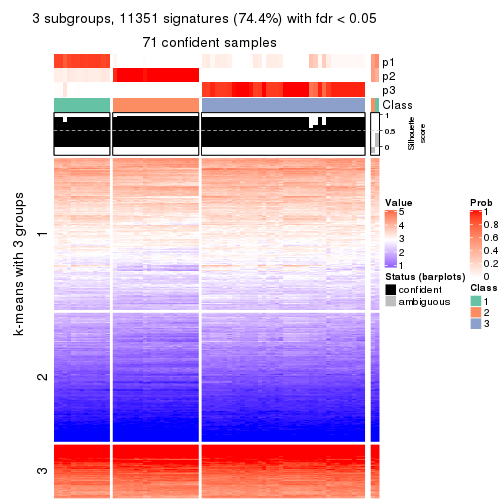 3 subgroups, 11351 signatures (74.4%) with fdr < 0.05
71 confident samples
p1
p2
p3
Class
1
0.5
0
Silhouette
score
k-means with 3 groups
1
2
3
Value
5
4
3
2
1
Status (barplots)
confident
ambiguous
Prob
1
0.8
0.6
0.4
0.2
0
Class
1
2
3